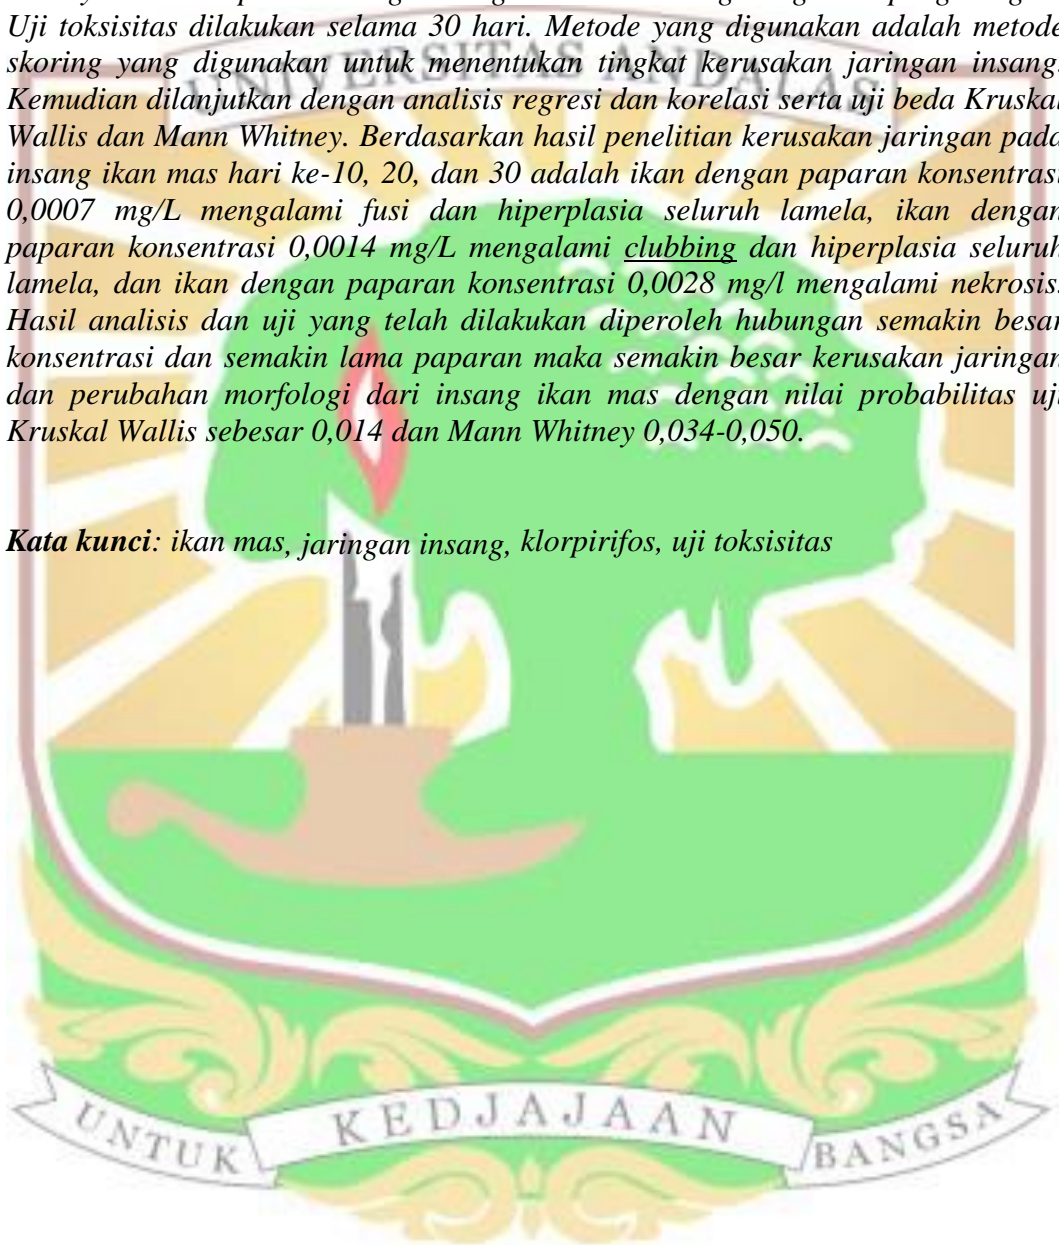 Uji toksisitas dilakukan selama 30 hari. Metode yang digunakan adalah metode
skoring yang digunakan untuk menentukan tingkat kerusakan jaringan insang.
Kemudian dilanjutkan dengan analisis regresi dan korelasi serta uji beda Kruskal
Wallis dan Mann Whitney. Berdasarkan hasil penelitian kerusakan jaringan pada
insang ikan mas hari ke-10, 20, dan 30 adalah ikan dengan paparan konsentrasi
0,0007 mg/L mengalami fusi dan hiperplasia seluruh lamela, ikan dengan
paparan konsentrasi 0,0014 mg/L mengalami clubbing dan hiperplasia seluruh
lamela, dan ikan dengan paparan konsentrasi 0,0028 mg/l mengalami nekrosis.
Hasil analisis dan uji yang telah dilakukan diperoleh hubungan semakin besar
konsentrasi dan semakin lama paparan maka semakin besar kerusakan jaringan
dan perubahan morfologi dari insang ikan mas dengan nilai probabilitas uji
Kruskal Wallis sebesar 0,014 dan Mann Whitney 0,034-0,050.
Kata kunci: ikan mas, jaringan insang, klorpirifos, uji toksisitas
UNIVERSITAS ANDALAS
UNTUK KEDJAJAAN BANGSA